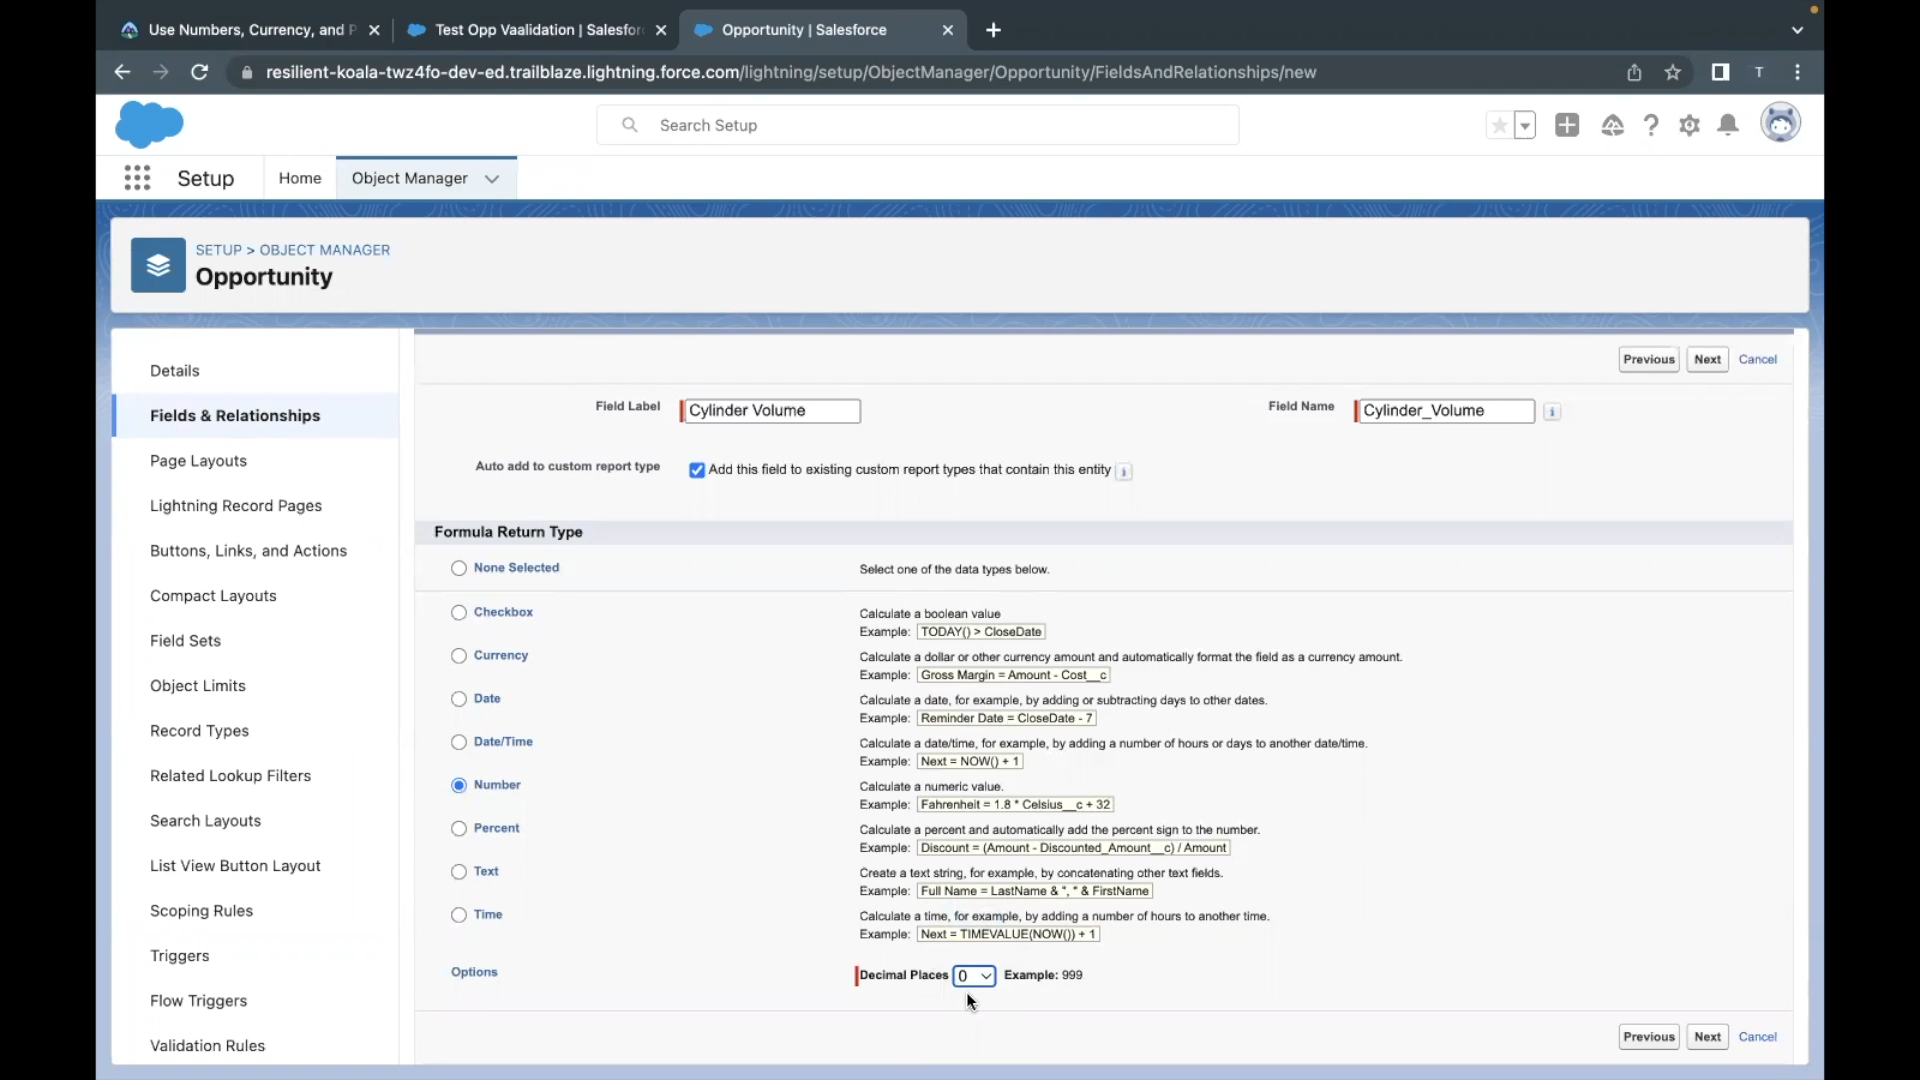 Use Numbers, Currency, and P
Test Opp Vaalidation | Salesfor
Opportunity | Salesforce
resilient-koala-twz4fo-dev-ed.trailblaze.lightning.force.com/lightning/setup/ObjectManager/Opportunity/FieldsAndRelationships/new
T
Search Setup
Setup
Home
Object Manager
SETUP > OBJECT MANAGER
Opportunity
Details
Fields & Relationships
Page Layouts
Lightning Record Pages
Buttons, Links, and Actions
Compact Layouts
Field Sets
Object Limits
Record Types
Related Lookup Filters
Search Layouts
List View Button Layout
Scoping Rules
Triggers
Flow Triggers
Validation Rules
Previous Next Cancel
Field Label Cylinder Volume
Field Name Cylinder_Volume
Auto add to custom report type Add this field to existing custom report types that contain this entity
Formula Return Type
None Selected Select one of the data types below.
Checkbox Calculate a boolean value
Example: TODAY() > CloseDate
Currency Calculate a dollar or other currency amount and automatically format the field as a currency amount.
Example: Gross Margin = Amount - Cost__c
Date Calculate a date, for example, by adding or subtracting days to other dates.
Example: Reminder Date = CloseDate - 7
Date/Time Calculate a date/time, for example, by adding a number of hours or days to another date/time.
Example: Next = NOW() + 1
Number Calculate a numeric value.
Example: Fahrenheit = 1.8 * Celsius__c + 32
Percent Calculate a percent and automatically add the percent sign to the number.
Example: Discount = (Amount - Discounted_Amount__c) / Amount
Text Create a text string, for example, by concatenating other text fields.
Example: Full Name = LastName & ", " & FirstName
Time Calculate a time, for example, by adding a number of hours to another time.
Example: Next = TIMEVALUE(NOW()) + 1
Options Decimal Places 0 Example: 999
Previous Next Cancel